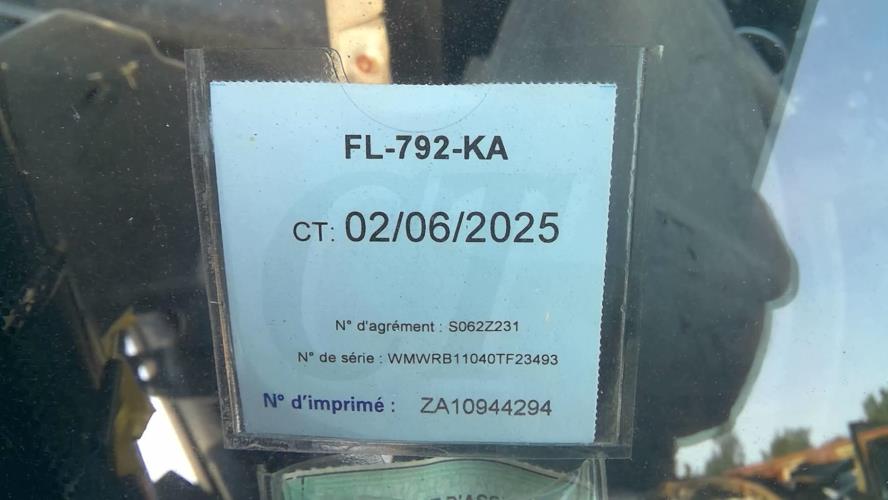 FL-792-KA
CT: 02/06/2025
N° d'agrément : S062Z231
N° de série : WMWRB11040TF23493
N° d'imprimé : ZA10944294